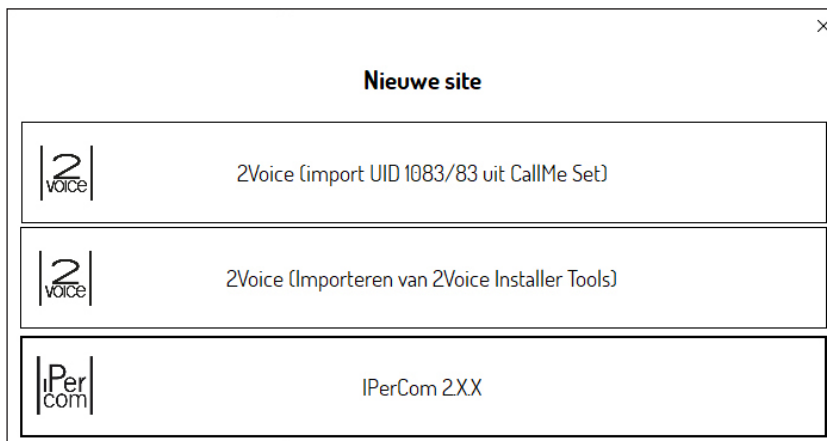 Nieuwe site
2
VOICE
2Voice (import UID 1083/83 uit CallMe Set)
2
VOICE
2Voice (Importeren van 2Voice Installer Tools)
IPer
com
IPerCom 2.X.X